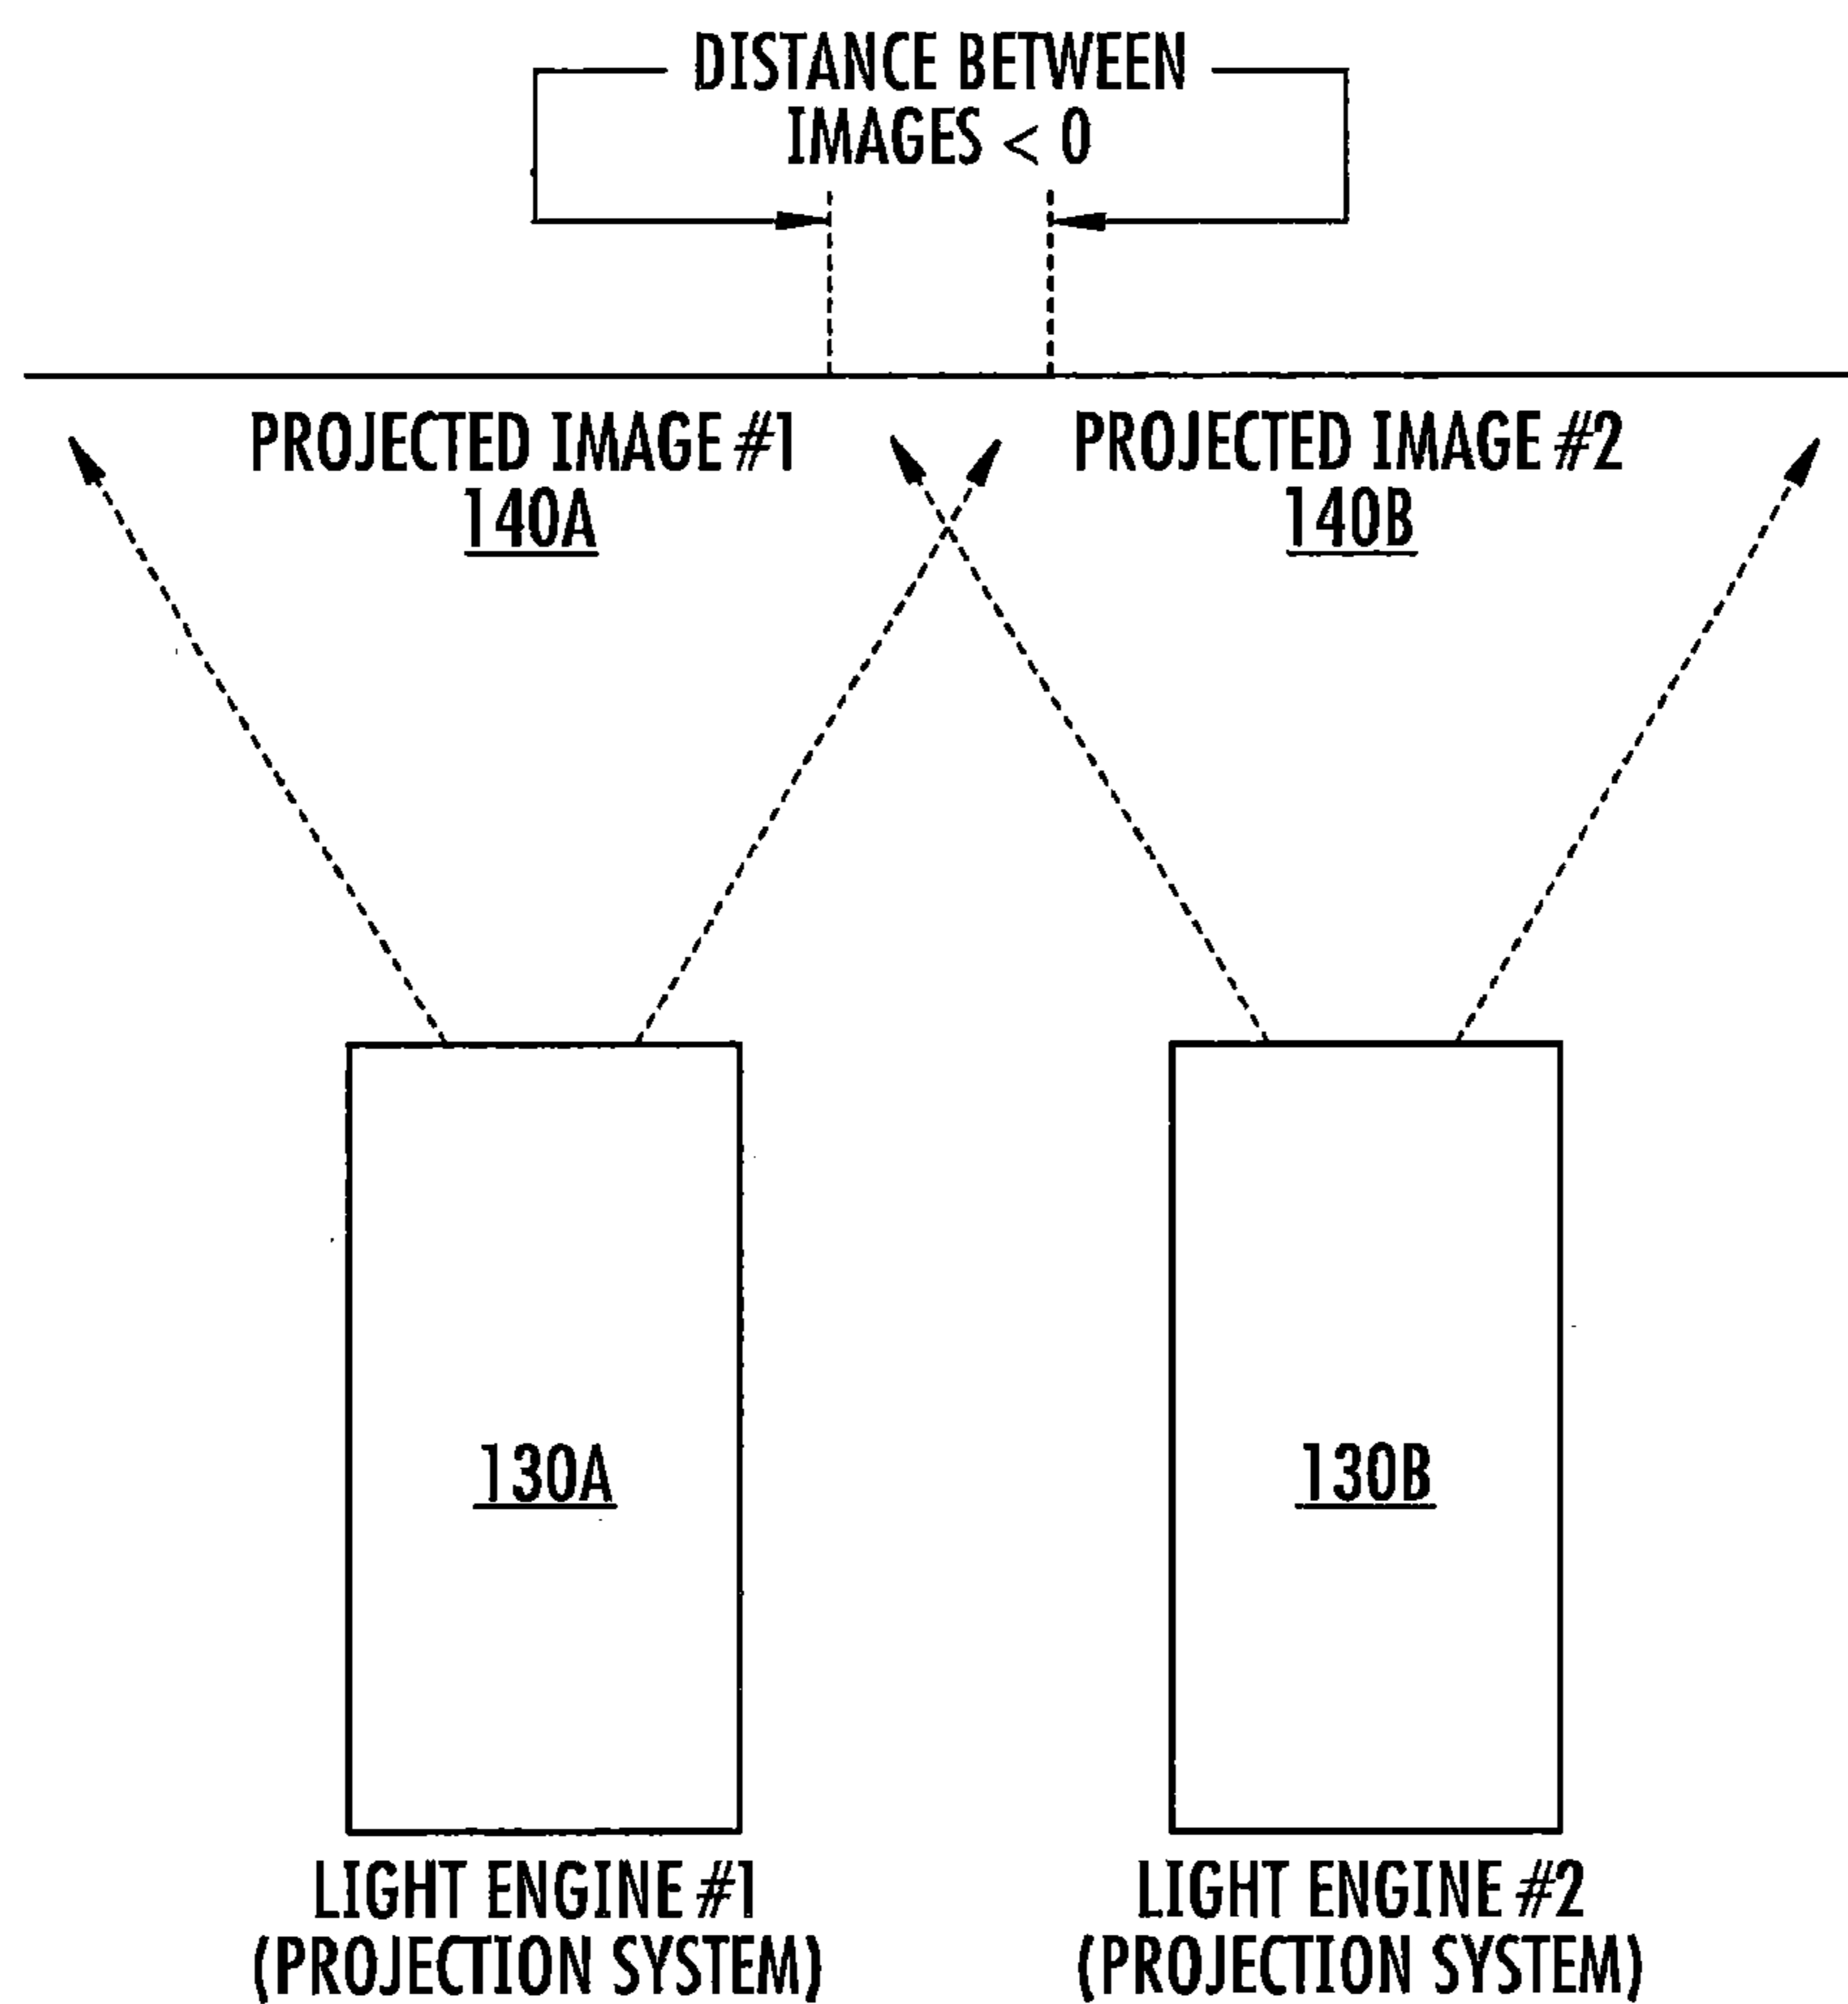 DISTANCE BETWEEN
IMAGES < 0
PROJECTED IMAGE #1
140A
PROJECTED IMAGE #2
140B
130A
130B
LIGHT ENGINE #1
(PROJECTION SYSTEM)
LIGHT ENGINE #2
(PROJECTION SYSTEM)